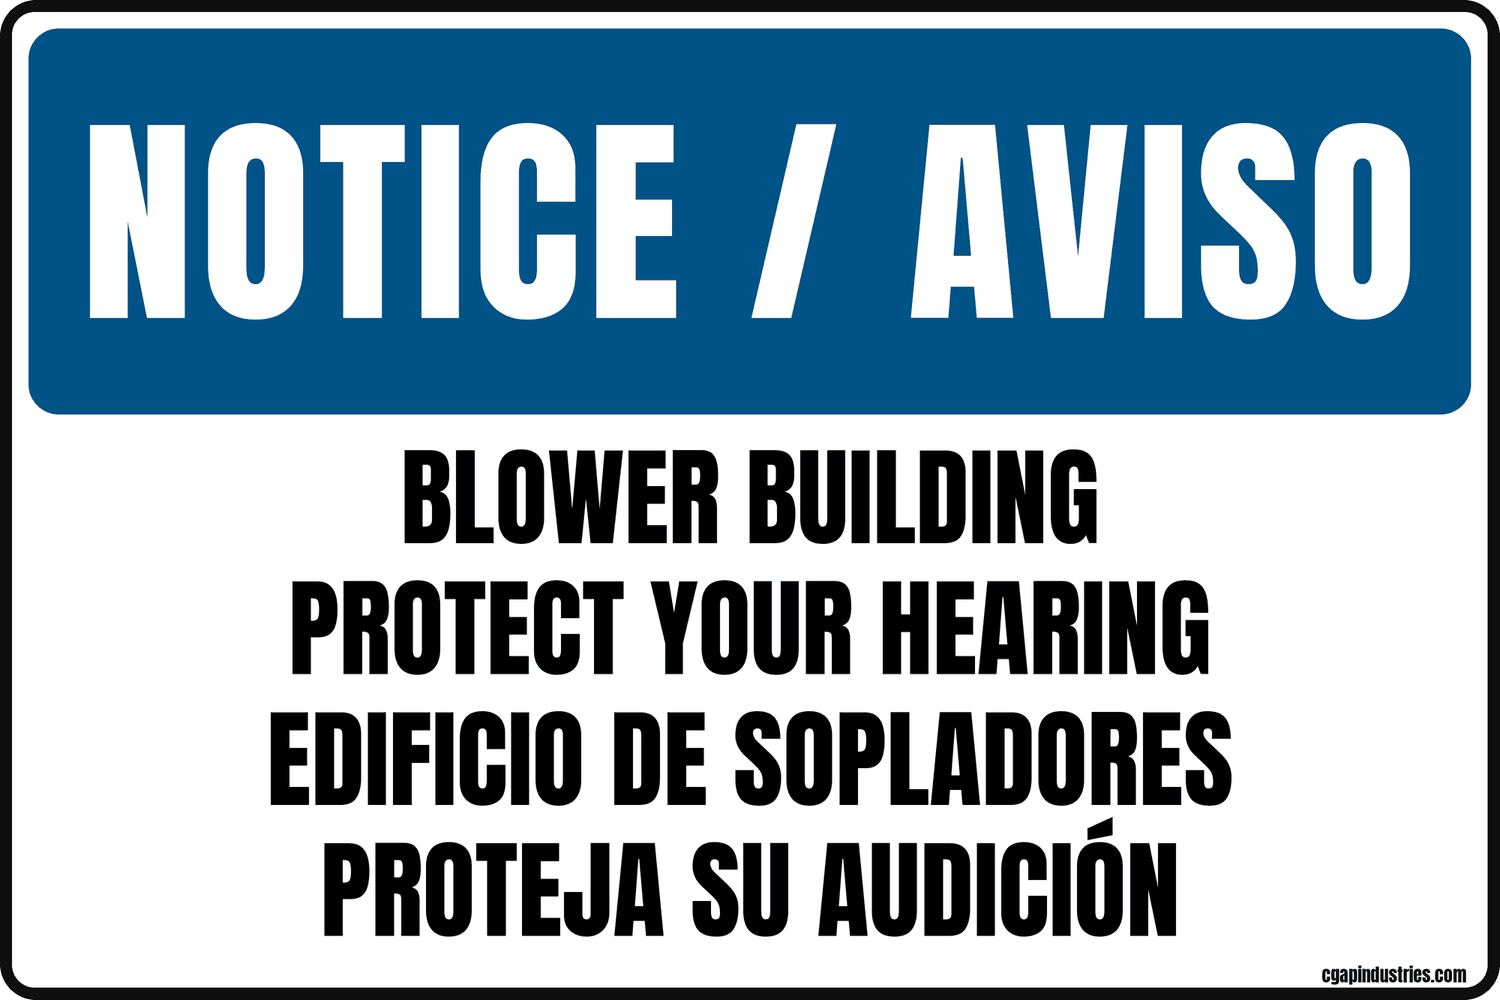 NOTICE / AVISO
BLOWER BUILDING
PROTECT YOUR HEARING
EDIFICIO DE SOPLADORES
PROTEJA SU AUDICIÓN
cgapindustries.com